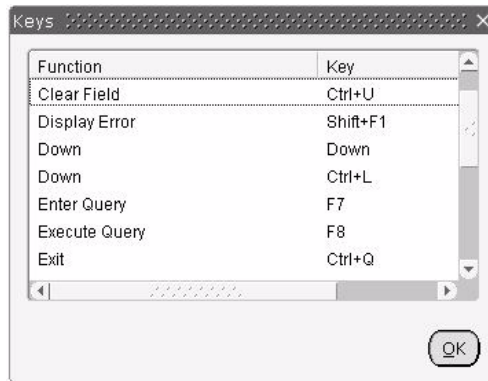 Keys
Function Key
Clear Field Ctrl+U
Display Error Shift+F1
Down Down
Down Ctrl+L
Enter Query F7
Execute Query F8
Exit Ctrl+Q
OK